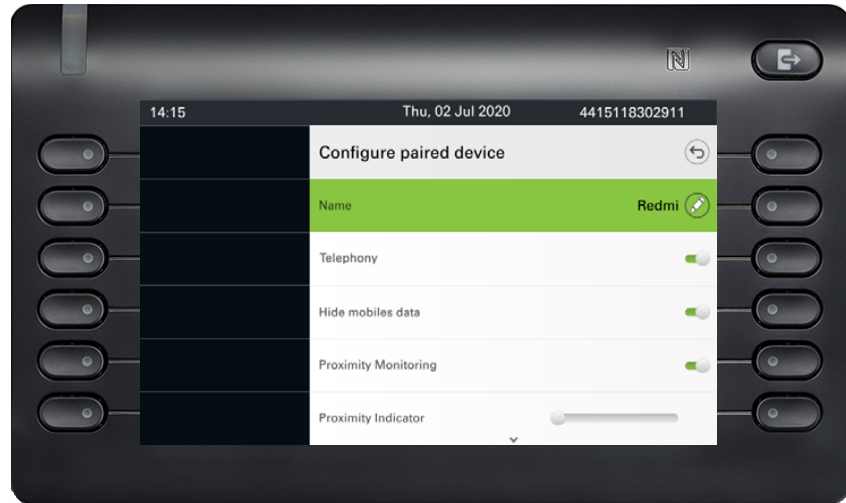 14:15 Thu, 02 Jul 2020 4415118302911
Configure paired device
Name Redmi
Telephony
Hide mobiles data
Proximity Monitoring
Proximity Indicator